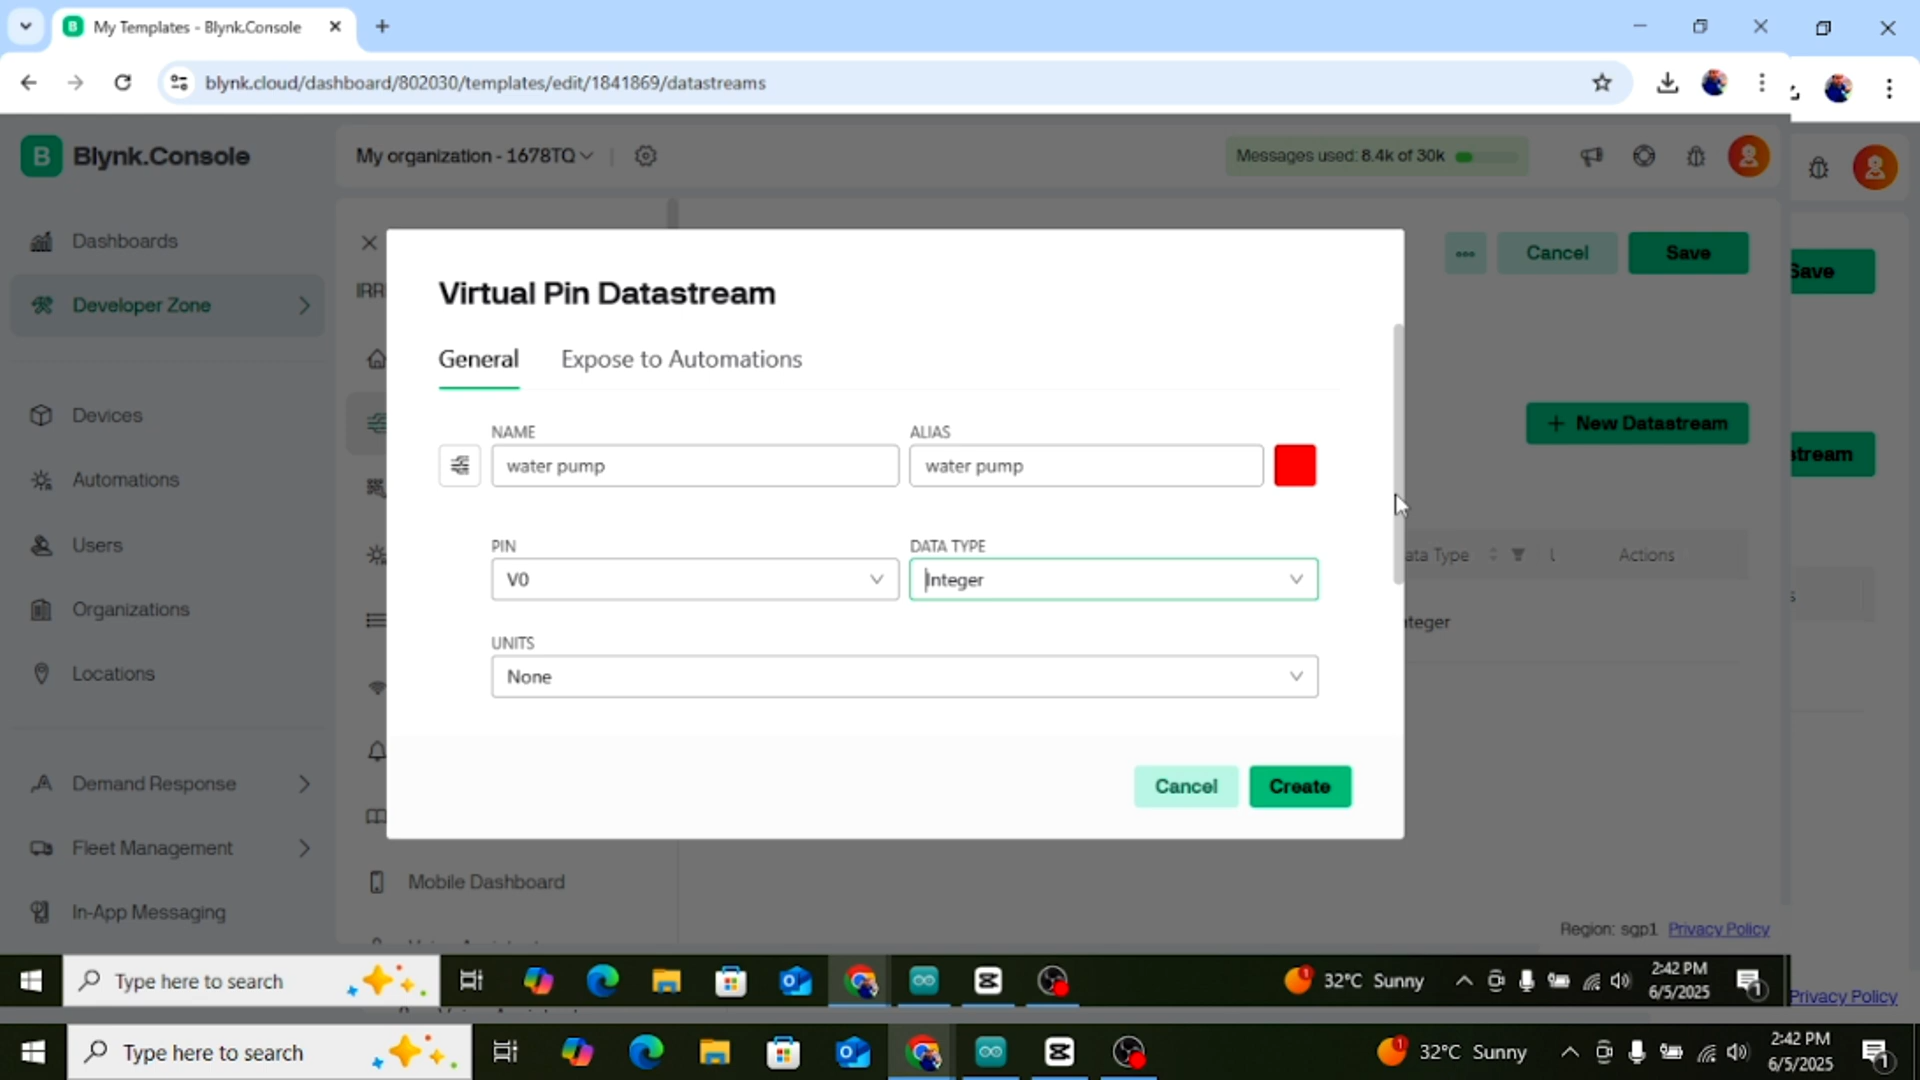 My Templates - Blynk.Console
blynk.cloud/dashboard/802030/templates/edit/1841869/datastreams
B Blynk.Console
My organization - 1678TQ
Messages used: 8.4k of 30k
Dashboards
Developer Zone
Devices
Automations
Users
Organizations
Locations
Demand Response
Fleet Management
In-App Messaging
IRR
Cancel
Save
Save
Virtual Pin Datastream
General
Expose to Automations
NAME
ALIAS
water pump
water pump
+ New Datastream
stream
PIN
DATA TYPE
V0
Integer
ata Type
Actions
s
nteger
UNITS
None
Cancel
Create
Mobile Dashboard
Region: sgp1 Privacy Policy
Type here to search
32°C Sunny
2:42 PM
6/5/2025
1
Privacy Policy
Type here to search
32°C Sunny
2:42 PM
6/5/2025
1